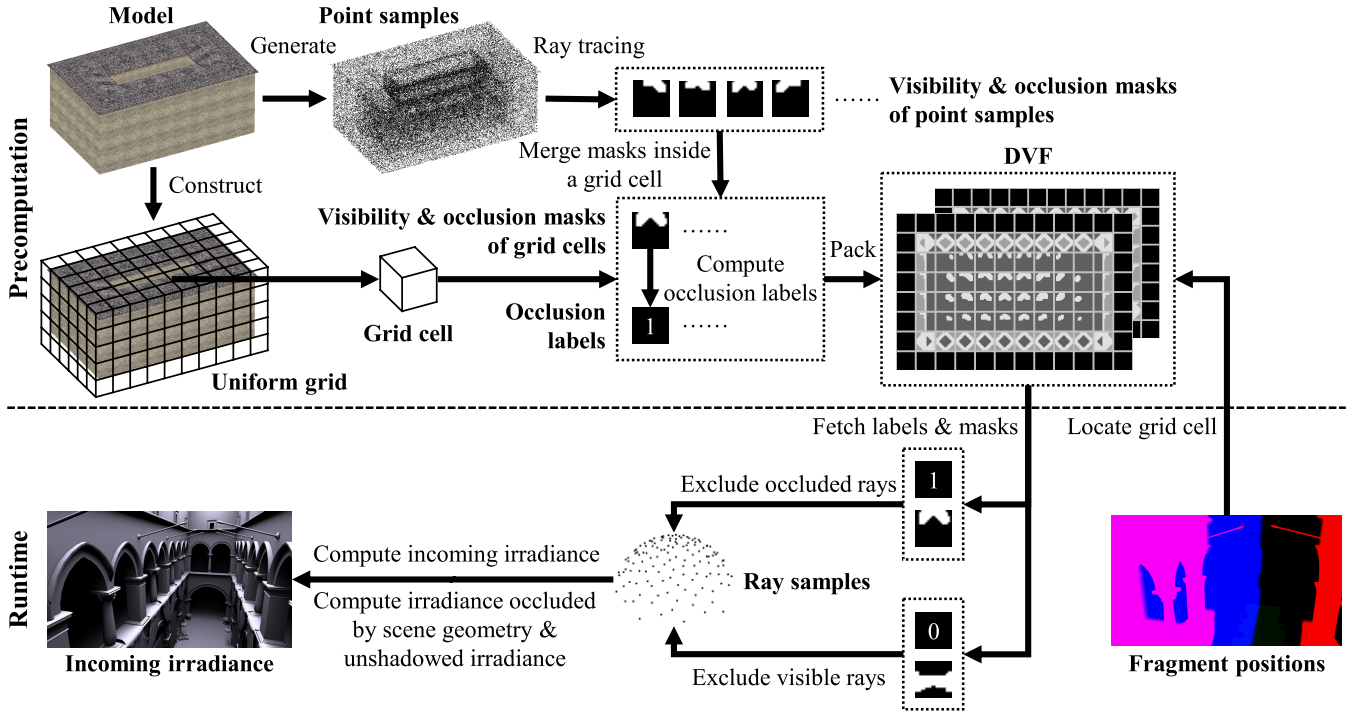 Model
Point samples
Generate
Ray tracing
Visibility & occlusion masks
of point samples
......
Precomputation
Construct
Merge masks inside
a grid cell
DVF
Visibility & occlusion masks
of grid cells
......
Compute
occlusion labels
Pack
Grid cell
Occlusion
labels
1
......
Uniform grid
Fetch labels & masks
Locate grid cell
Runtime
Exclude occluded rays
1
Compute incoming irradiance
Ray samples
Compute irradiance occluded
by scene geometry &
unshadowed irradiance
0
Incoming irradiance
Exclude visible rays
Fragment positions